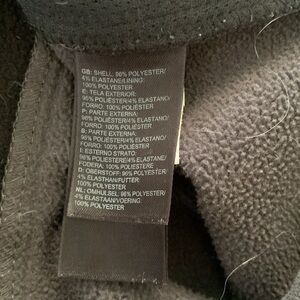 GB: SHELL: 96% POLYESTER/
4% ELASTANE/LINING:
100% POLYESTER
E: TELA EXTERIOR:
96% POLIÉSTER/4% ELASTANO/
FORRO: 100% POLIÉSTER
P: PARTE EXTERNA:
96% POLIÉSTER/4% ELASTANO/
FORRO: 100% POLIÉSTER
B: PARTE EXTERNA:
96% POLIÉSTER/4% ELASTANO/
FORRO: 100% POLIÉSTER
I: ESTERNO STRATO:
96% POLIESTERE/4% ELASTANE/
FODERA: 100% POLIESTERE
D: OBERSTOFF: 96% POLYESTER/
4% ELASTHAN/FUTTER:
100% POLYESTER
NL: OMHULSEL: 96% POLYESTER/
4% ELASTAAN/VOERING:
100% POLYESTER